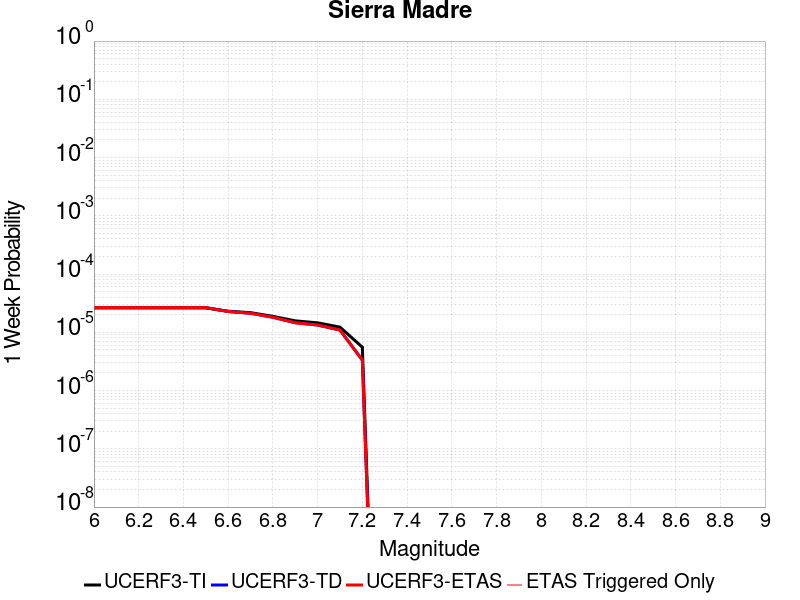 Sierra Madre
10^0
10^-1
10^-2
10^-3
10^-4
10^-5
10^-6
10^-7
10^-8
1 Week Probability
6 6.2 6.4 6.6 6.8 7 7.2 7.4 7.6 7.8 8 8.2 8.4 8.6 8.8 9
Magnitude
UCERF3-TI UCERF3-TD UCERF3-ETAS ETAS Triggered Only